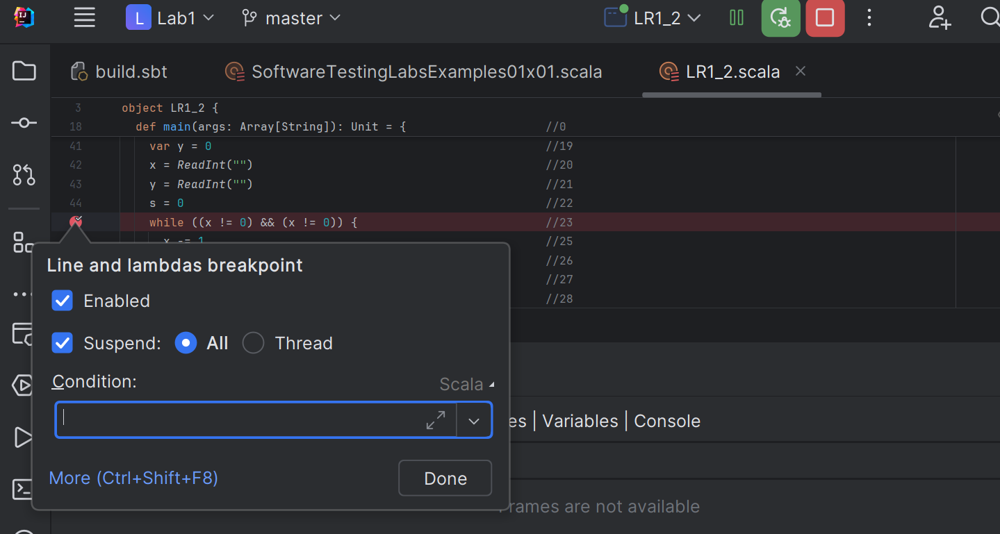 L Lab1 master LR1_2
build.sbt SoftwareTestingLabsExamples01x01.scala LR1_2.scala
3 object LR1_2 {
18 def main(args: Array[String]): Unit = { //0
41 var y = 0 //19
42 x = ReadInt("") //20
43 y = ReadInt("") //21
44 s = 0 //22
while ((x != 0) && (x != 0)) { //23
x -= 1 //25
//26
//27
//28
Line and lambdas breakpoint
Enabled
Suspend: All Thread
Condition: Scala
es | Variables | Console
More (Ctrl+Shift+F8) Done
Frames are not available